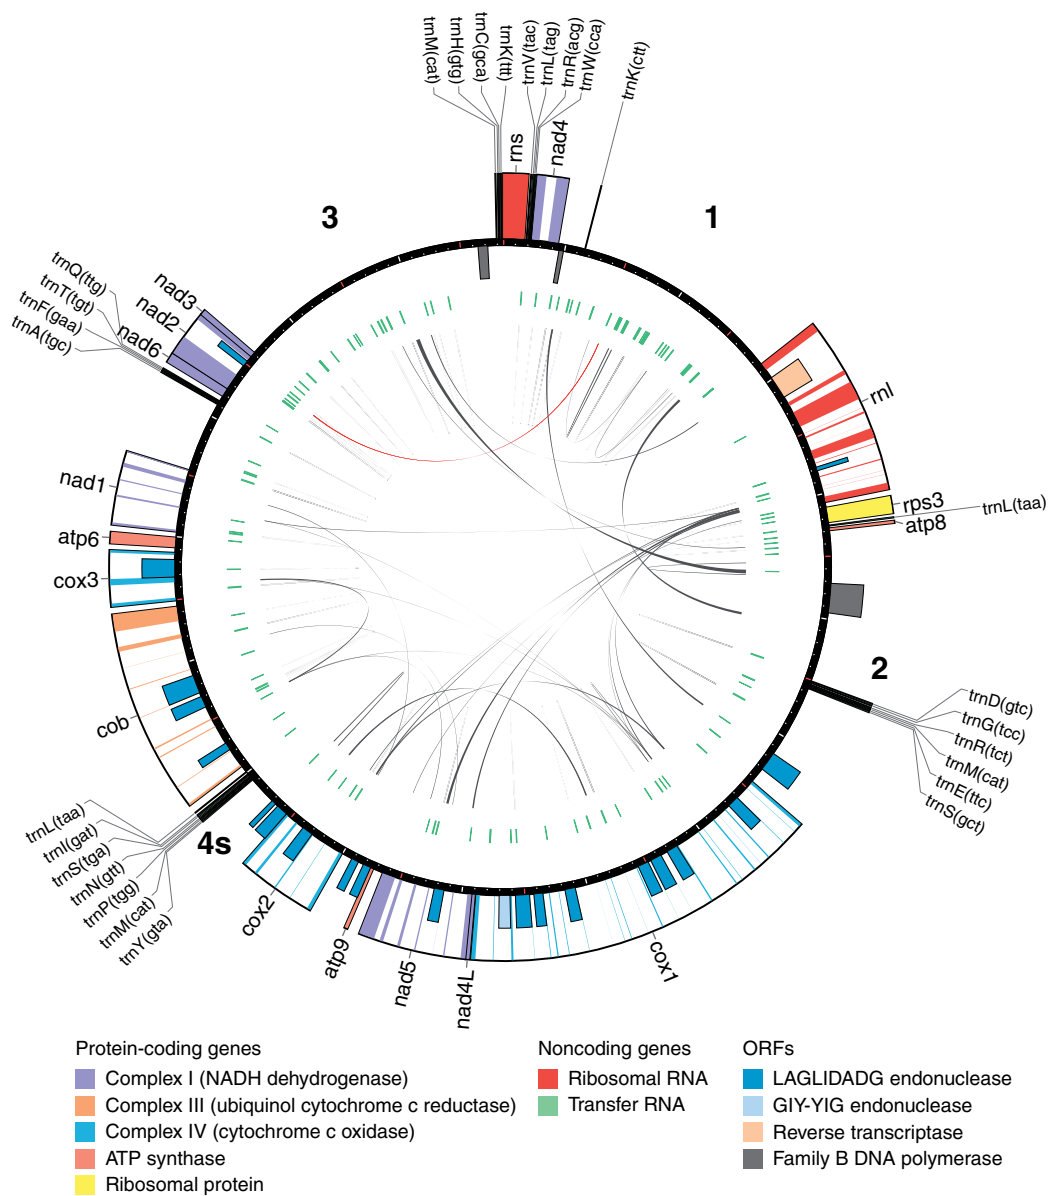 trnM(cat)
trnH(gtg)
trnC(gca)
trnK(ttt)
trnV(tac)
trnL(tag)
trnR(acg)
trnW(cca)
trnK(ctt)
rns
nad4
3
1
trnQ(ttg)
trnT(tgt)
trnF(gaa)
trnA(tgc)
nad3
nad2
nad6
rnl
rps3
trnL(taa)
atp8
nad1
atp6
cox3
cob
2
trnD(gtc)
trnG(tcc)
trnR(tct)
trnM(cat)
trnE(ttc)
trnS(gct)
trnL(taa)
trnI(gat)
trnS(tga)
trnN(gtt)
trnP(tgg)
trnM(cat)
trnY(gta)
4s
cox2
atp9
nad5
nad4L
cox1
Protein-coding genes
Complex I (NADH dehydrogenase)
Complex III (ubiquinol cytochrome c reductase)
Complex IV (cytochrome c oxidase)
ATP synthase
Ribosomal protein
Noncoding genes
Ribosomal RNA
Transfer RNA
ORFs
LAGLIDADG endonuclease
GIY-YIG endonuclease
Reverse transcriptase
Family B DNA polymerase